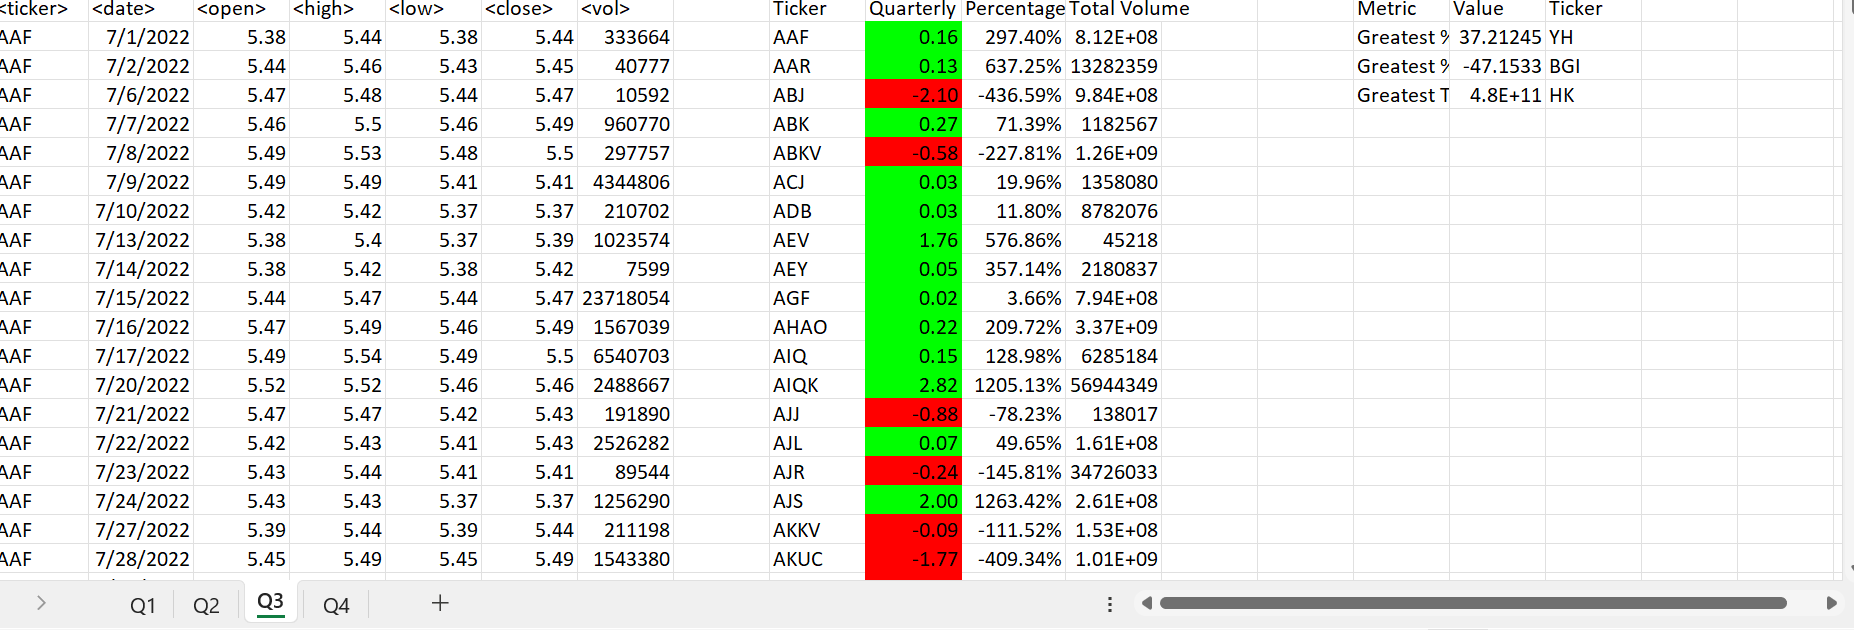 <ticker> <date> <open> <high> <low> <close> <vol> Ticker Quarterly Percentage Total Volume Metric Value Ticker
AAF 7/1/2022 5.38 5.44 5.38 5.44 333664 AAF 0.16 297.40% 8.12E+08 Greatest % 37.21245 YH
AAF 7/2/2022 5.44 5.46 5.43 5.45 40777 AAR 0.13 637.25% 13282359 Greatest % -47.1533 BGI
AAF 7/6/2022 5.47 5.48 5.44 5.47 10592 ABJ -2.10 -436.59% 9.84E+08 Greatest T 4.8E+11 HK
AAF 7/7/2022 5.46 5.5 5.46 5.49 960770 ABK 0.27 71.39% 1182567
AAF 7/8/2022 5.49 5.53 5.48 5.5 297757 ABKV -0.58 -227.81% 1.26E+09
AAF 7/9/2022 5.49 5.49 5.41 5.41 4344806 ACJ 0.03 19.96% 1358080
AAF 7/10/2022 5.42 5.42 5.37 5.37 210702 ADB 0.03 11.80% 8782076
AAF 7/13/2022 5.38 5.4 5.37 5.39 1023574 AEV 1.76 576.86% 45218
AAF 7/14/2022 5.38 5.42 5.38 5.42 7599 AEY 0.05 357.14% 2180837
AAF 7/15/2022 5.44 5.47 5.44 5.47 23718054 AGF 0.02 3.66% 7.94E+08
AAF 7/16/2022 5.47 5.49 5.46 5.49 1567039 AHAO 0.22 209.72% 3.37E+09
AAF 7/17/2022 5.49 5.54 5.49 5.5 6540703 AIQ 0.15 128.98% 6285184
AAF 7/20/2022 5.52 5.52 5.46 5.46 2488667 AIQK 2.82 1205.13% 56944349
AAF 7/21/2022 5.47 5.47 5.42 5.43 191890 AJJ -0.88 -78.23% 138017
AAF 7/22/2022 5.42 5.43 5.41 5.43 2526282 AJL 0.07 49.65% 1.61E+08
AAF 7/23/2022 5.43 5.44 5.41 5.41 89544 AJR -0.24 -145.81% 34726033
AAF 7/24/2022 5.43 5.43 5.37 5.37 1256290 AJS 2.00 1263.42% 2.61E+08
AAF 7/27/2022 5.39 5.44 5.39 5.44 211198 AKKV -0.09 -111.52% 1.53E+08
AAF 7/28/2022 5.45 5.49 5.45 5.49 1543380 AKUC -1.77 -409.34% 1.01E+09
Q1 Q2 Q3 Q4